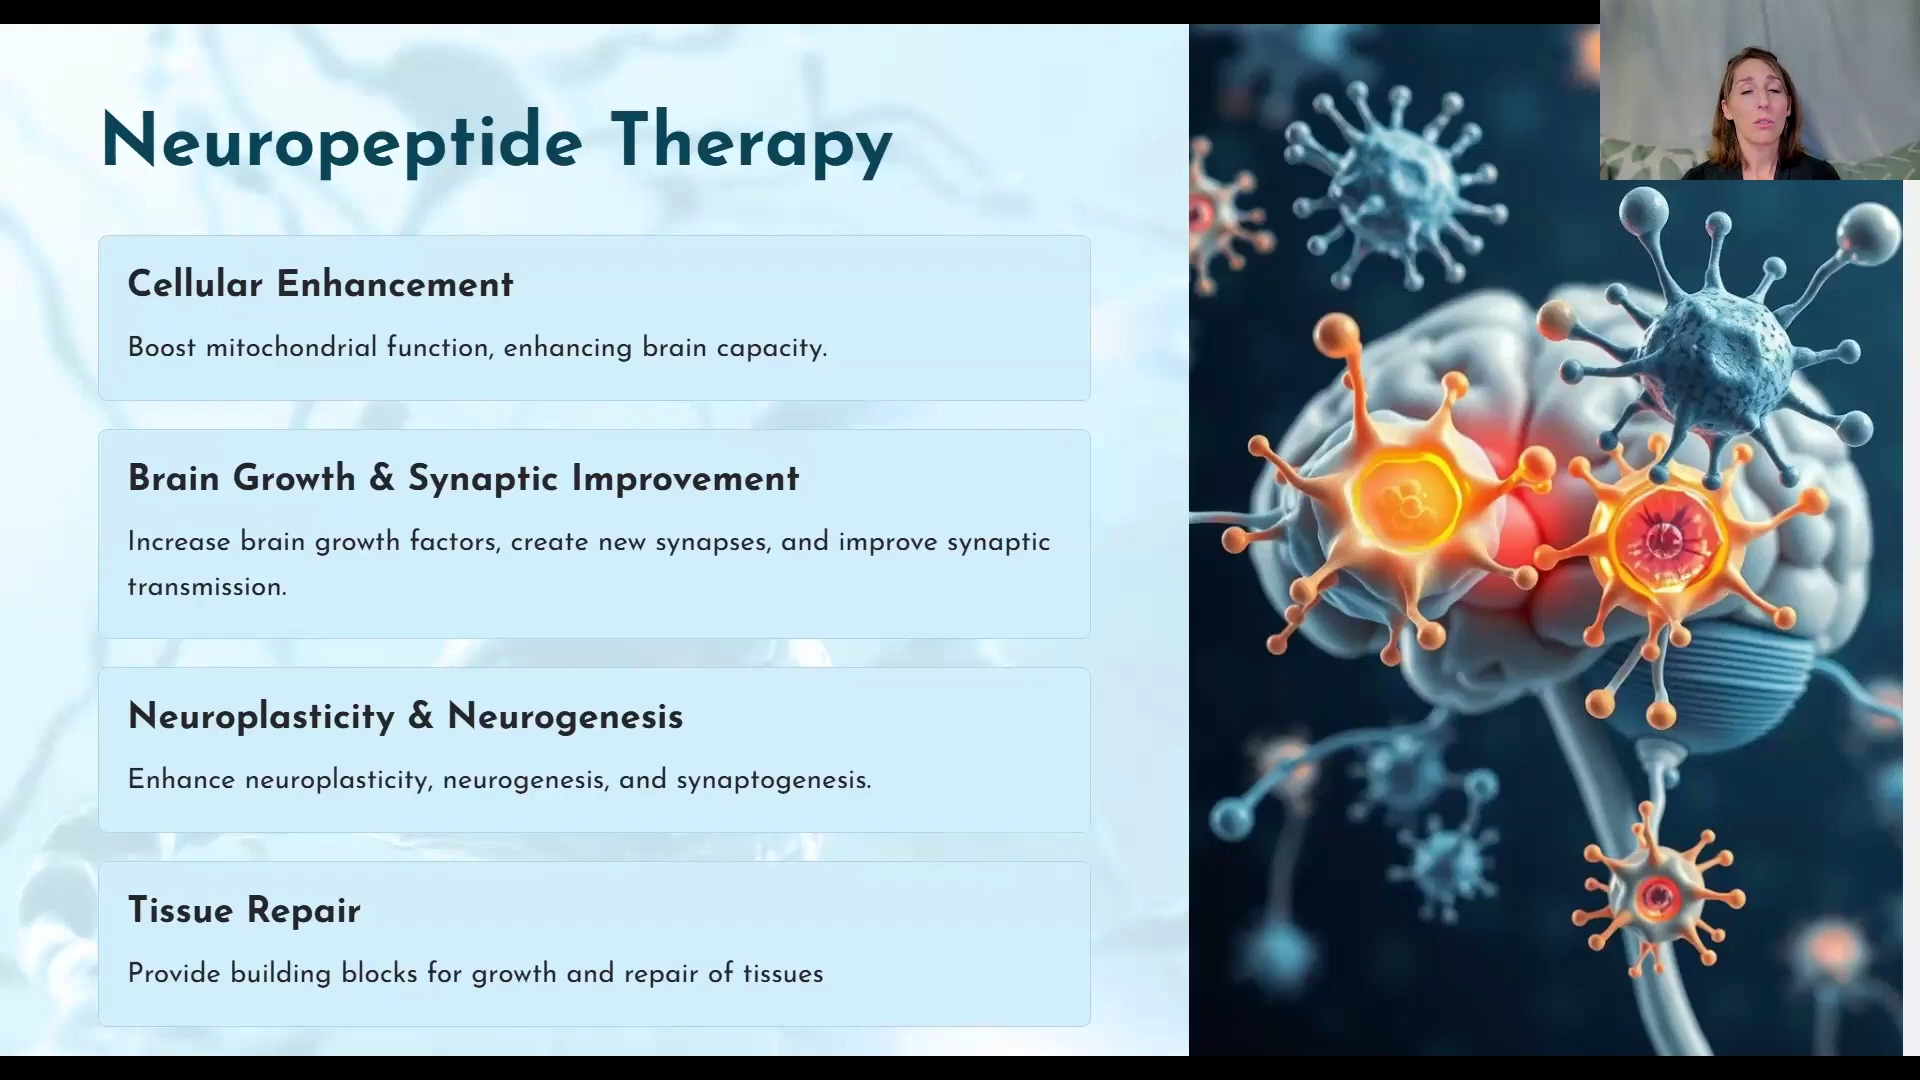 Neuropeptide Therapy
Cellular Enhancement
Boost mitochondrial function, enhancing brain capacity.
Brain Growth & Synaptic Improvement
Increase brain growth factors, create new synapses, and improve synaptic
transmission.
Neuroplasticity & Neurogenesis
Enhance neuroplasticity, neurogenesis, and synaptogenesis.
Tissue Repair
Provide building blocks for growth and repair of tissues